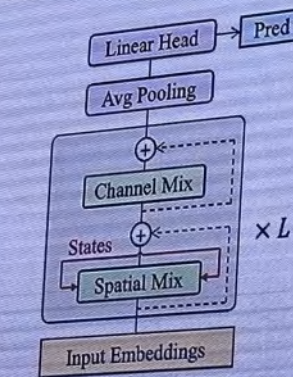 Linear Head
Pred
Avg Pooling
+
Channel Mix
+
× L
States
Spatial Mix
Input Embeddings